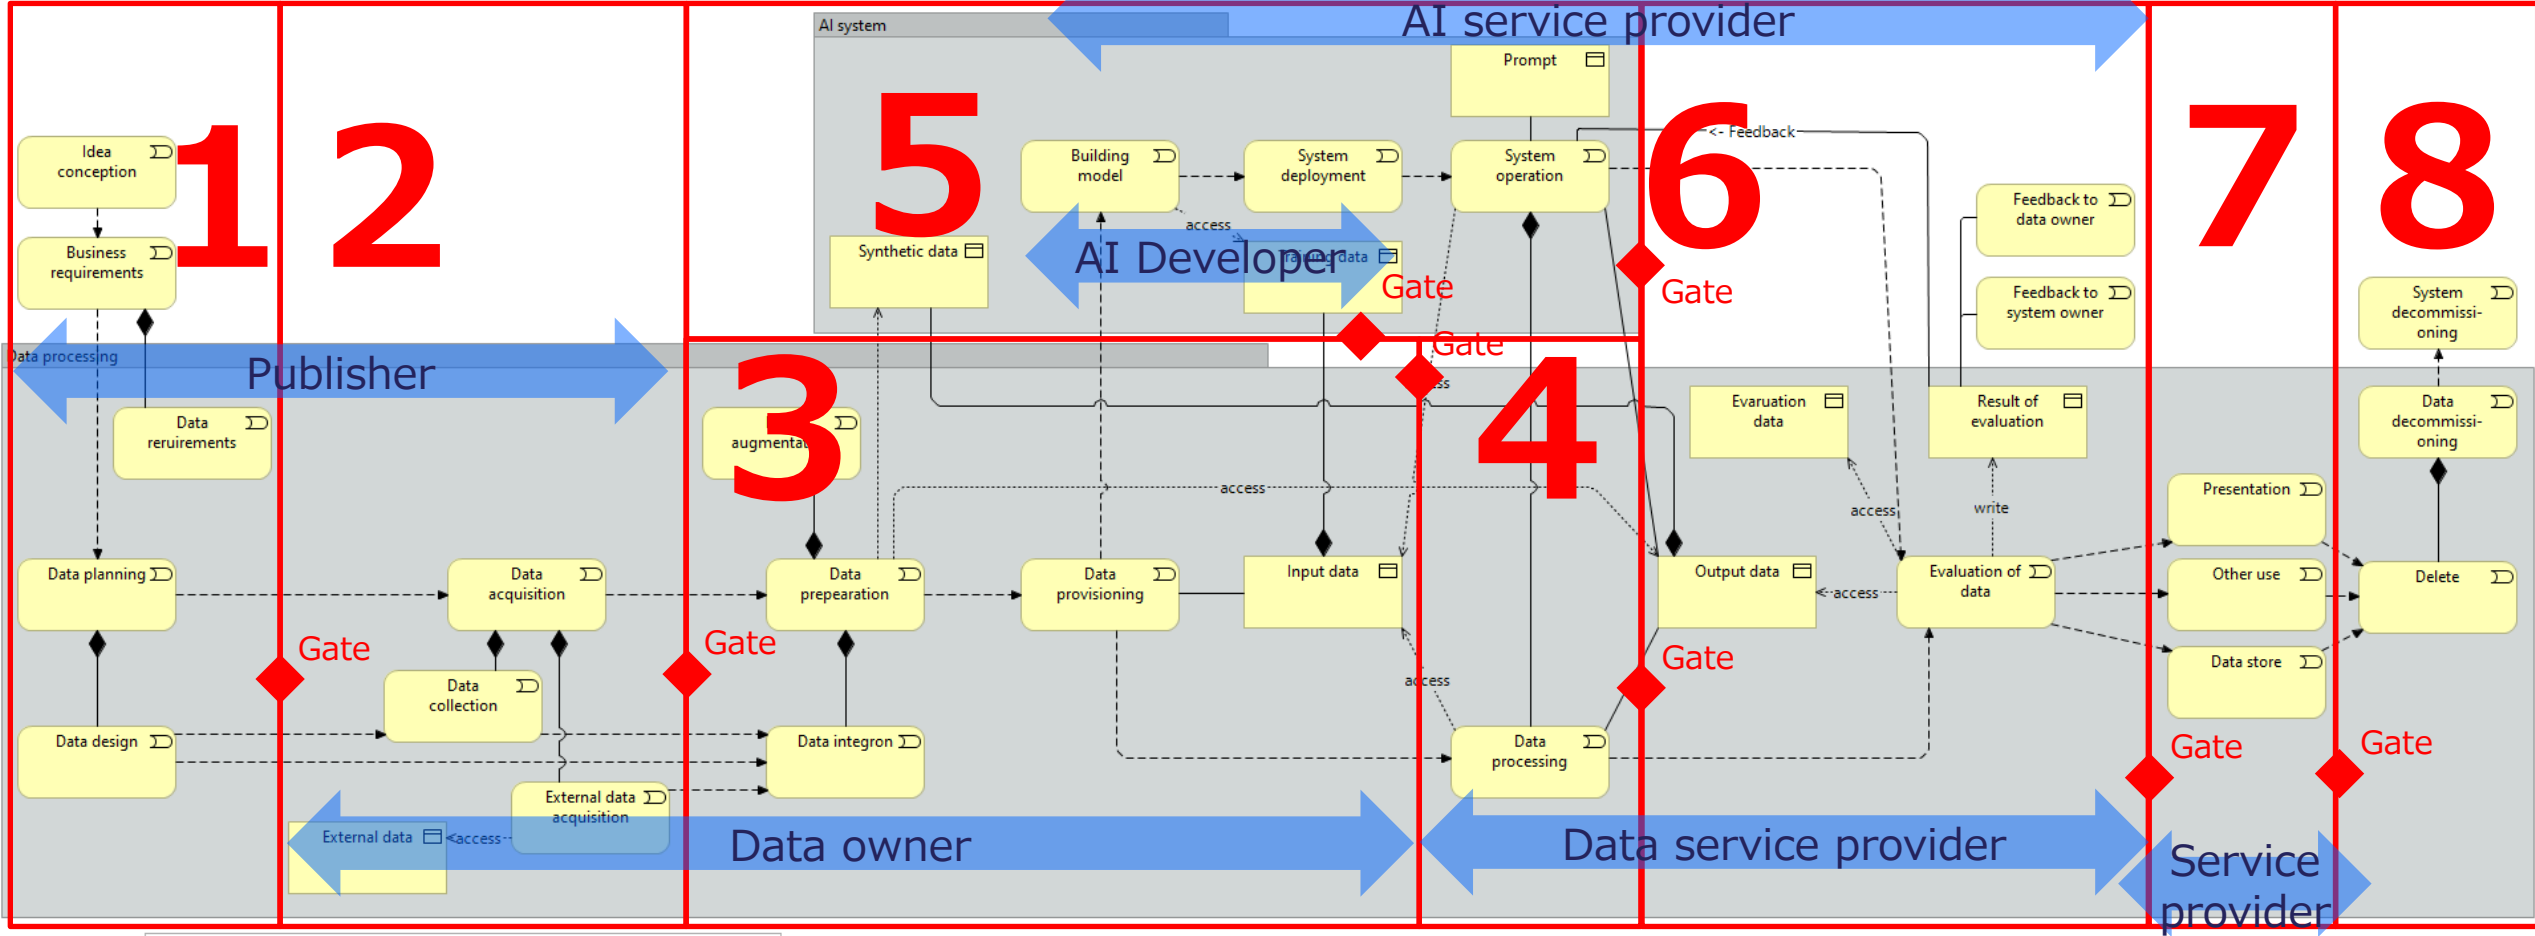 AI service provider
AI system
Prompt
1
2
5
6
7
8
<- Feedback
Idea
conception
Building
model
System
deployment
System
operation
Feedback to
data owner
access
Business
requirements
Synthetic data
AI Developer
Training data
Gate
Gate
Feedback to
system owner
System
decommissi-
oning
Gate
Data processing
Publisher
3
4
Data
reruirements
Evaruation
data
Result of
evaluation
Data
decommissi-
oning
access
access
write
Presentation
Data planning
Data
acquisition
Data
prepearation
Data
provisioning
Input data
Output data
access
Evaluation of
data
Other use
Delete
Gate
Gate
Gate
Data
collection
access
Data store
Data design
Data integron
Data
processing
Gate
Gate
External data
acquisition
External data
access
Data owner
Data service provider
Service
provider